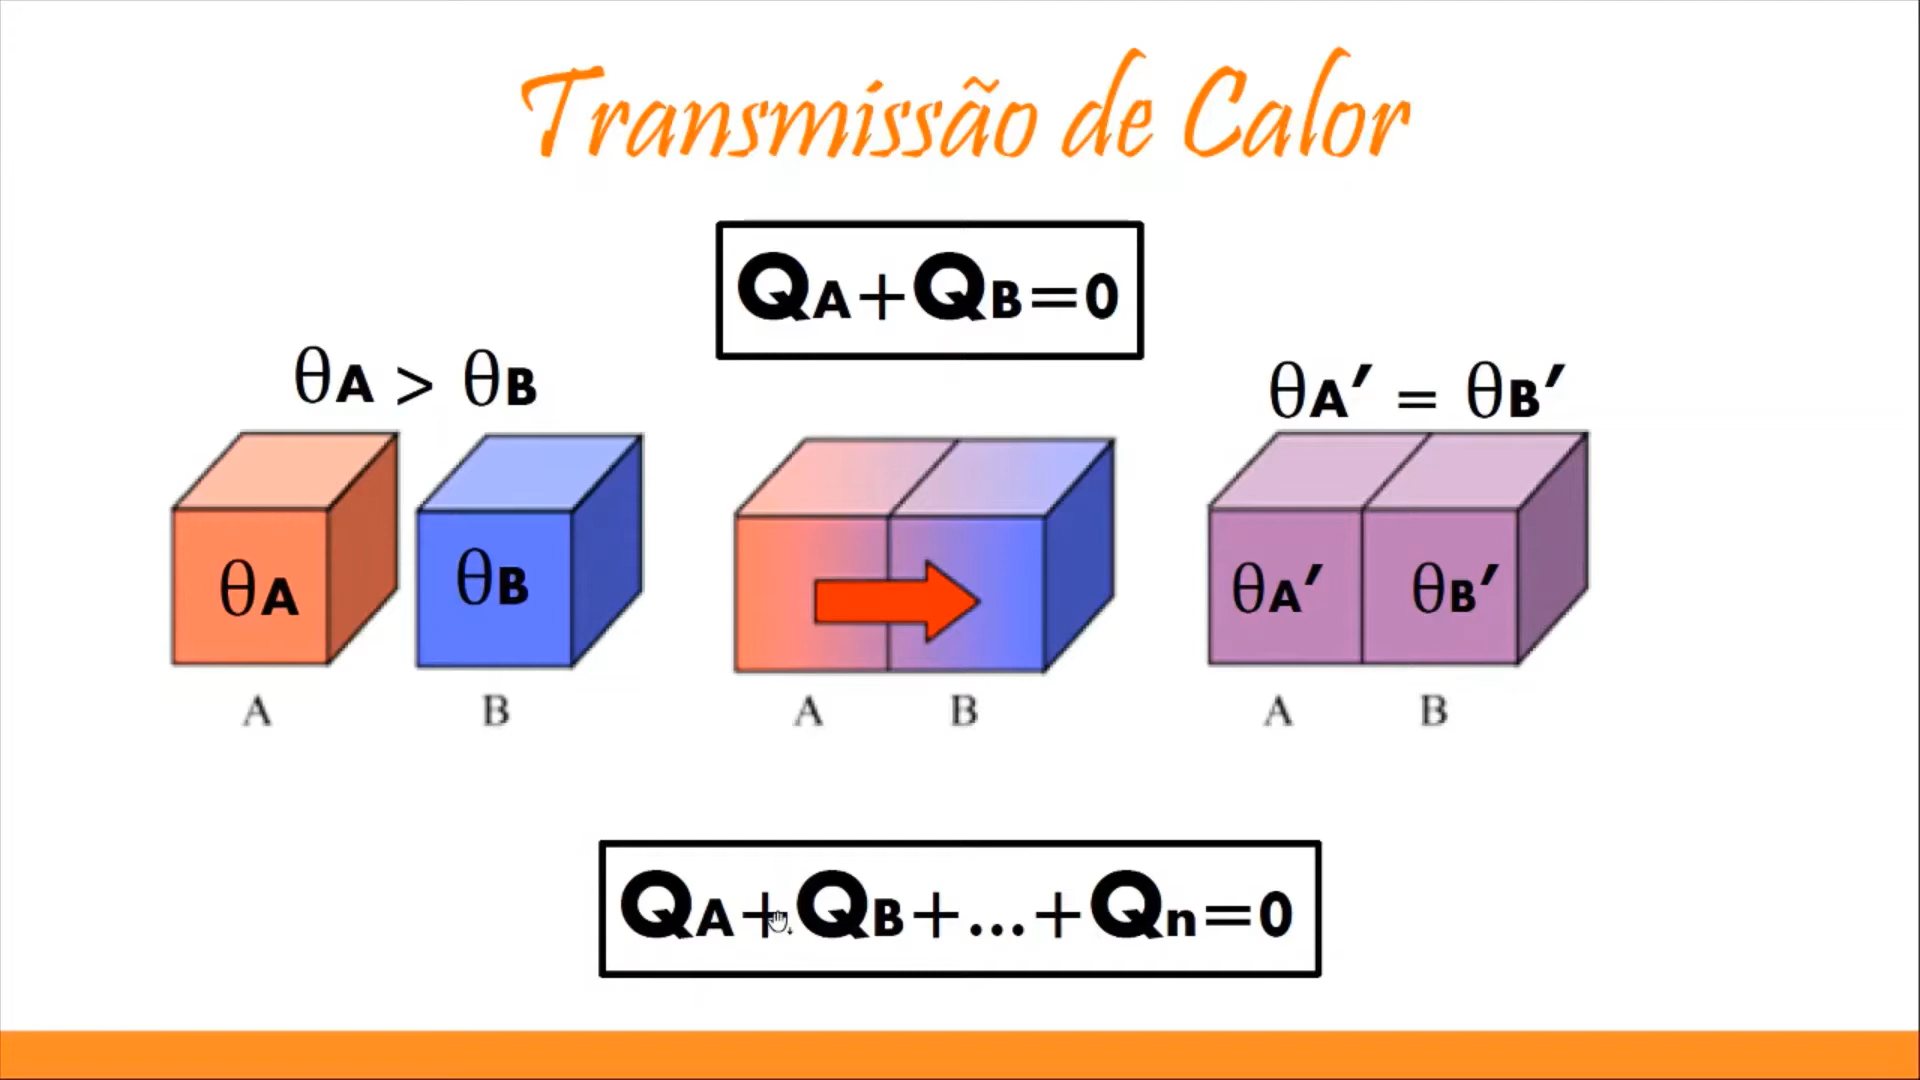 Transmissão de Calor
QA+QB=0
θA > θB
θA′ = θB′
θA
θB
θA′
θB′
A
B
A
B
A
B
QA+QB+...+Qn=0